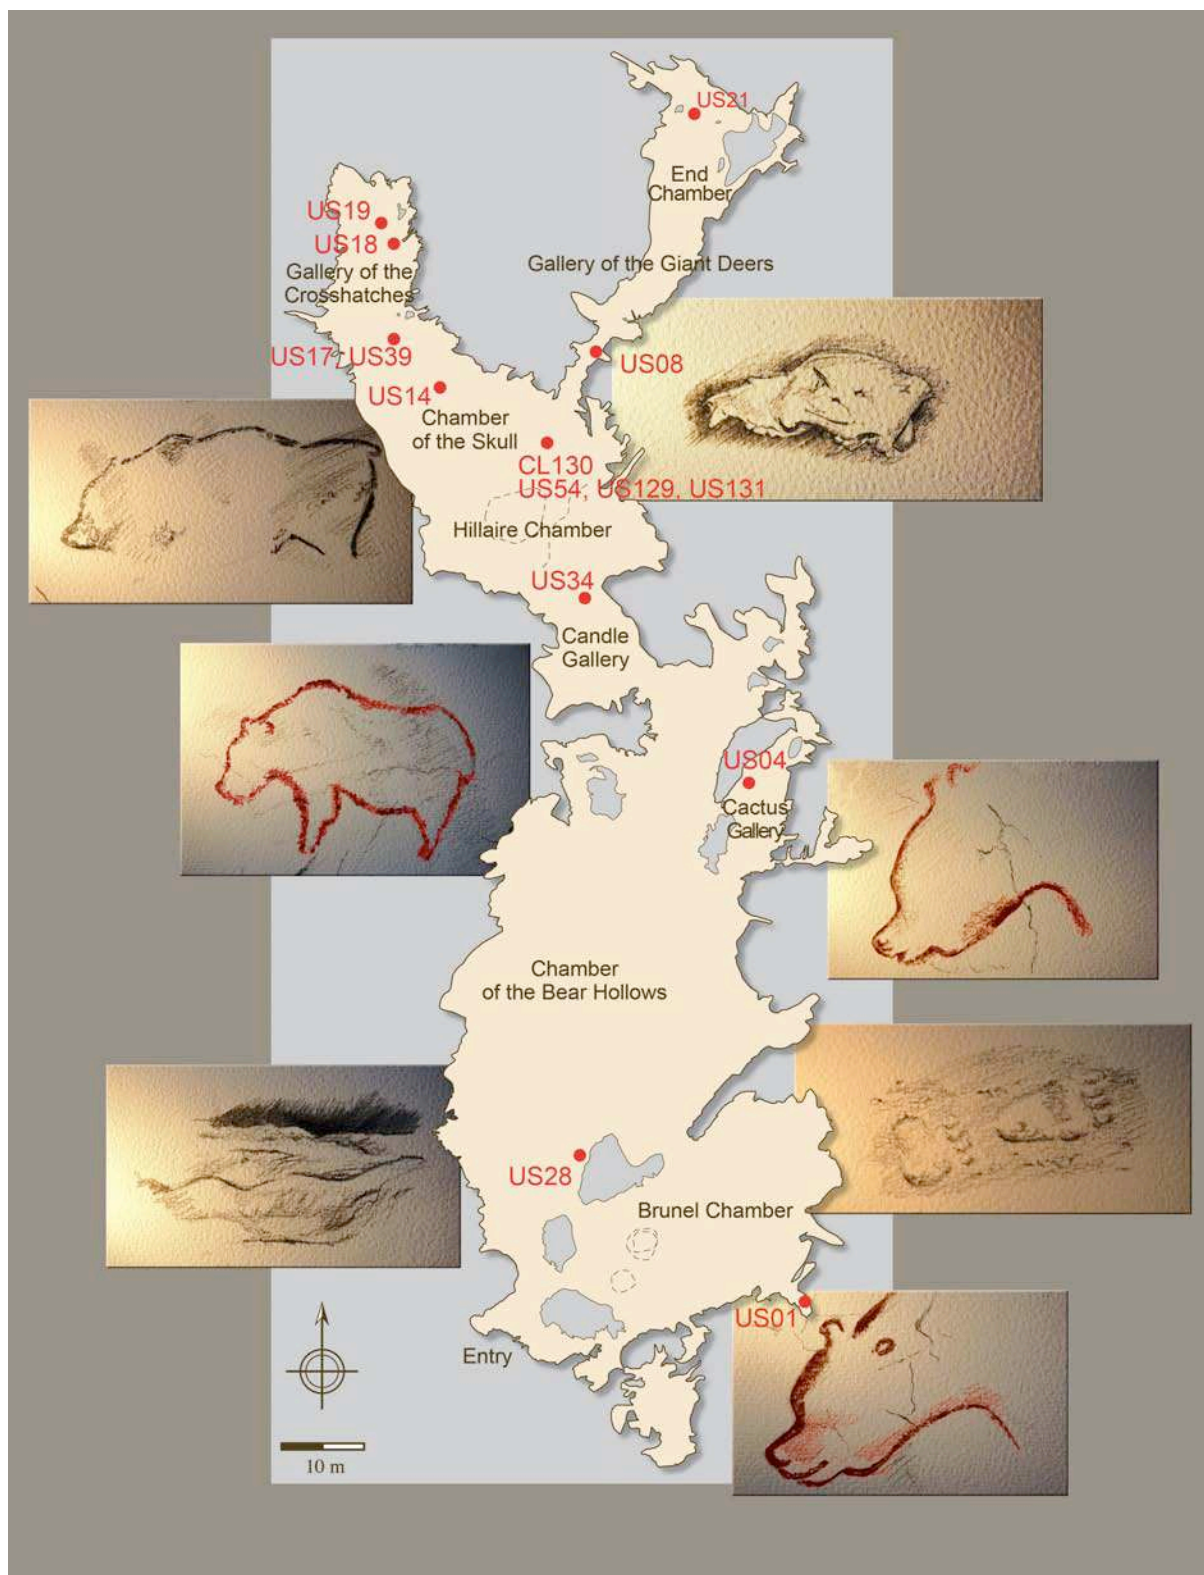 US21
End
Chamber
US19
US18
Gallery of the
Crosshatches
Gallery of the Giant Deers
US17, US39
US08
US14
Chamber
of the Skull
CL130
US54, US129, US131
Hillaire Chamber
US34
Candle
Gallery
US04
Cactus
Gallery
Chamber
of the Bear Hollows
US28
Brunel Chamber
US01
Entry
10 m